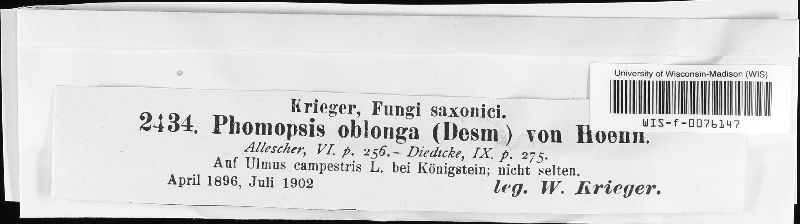 University of Wisconsin-Madison (WIS)
WIS-f-0076147
Krieger, Fungi saxonici.
2434. Phomopsis oblonga (Desm) von Hoenn.
Allescher, VI. p. 256.- Diedicke, IX. p. 275.
Auf Ulmus campestris L. bei Königstein; nicht selten.
April 1896, Juli 1902
leg. W. Krieger.